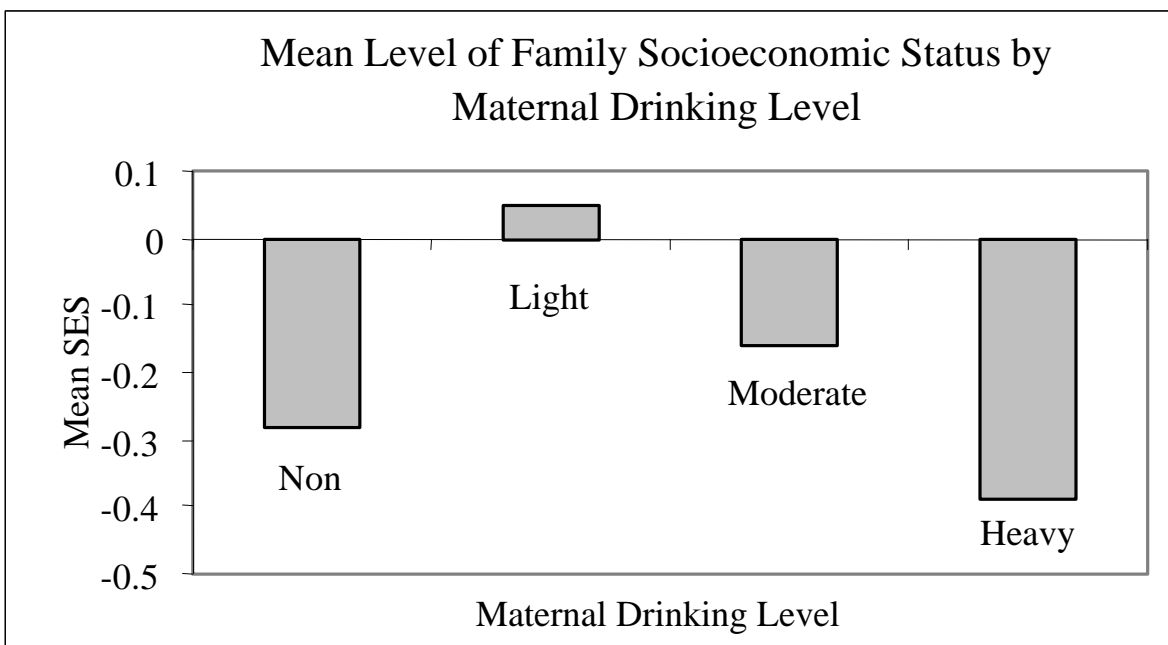 Mean Level of Family Socioeconomic Status by
Maternal Drinking Level
Mean SES
0.1
0
-0.1
-0.2
-0.3
-0.4
-0.5
Non
Light
Moderate
Heavy
Maternal Drinking Level